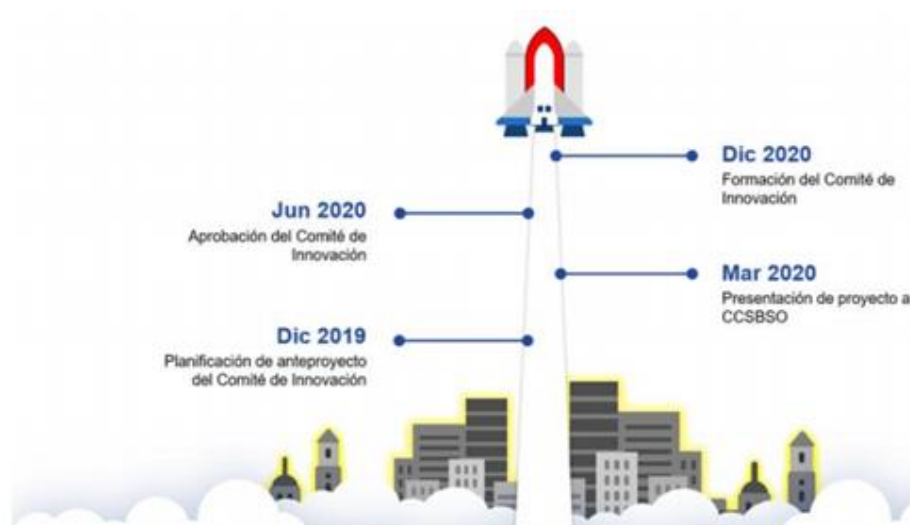 Dic 2020
Formación del Comité de
Innovación
Jun 2020
Aprobación del Comité de
Innovación
Mar 2020
Presentación de proyecto a
CCSBSO
Dic 2019
Planificación de anteproyecto
del Comité de Innovación